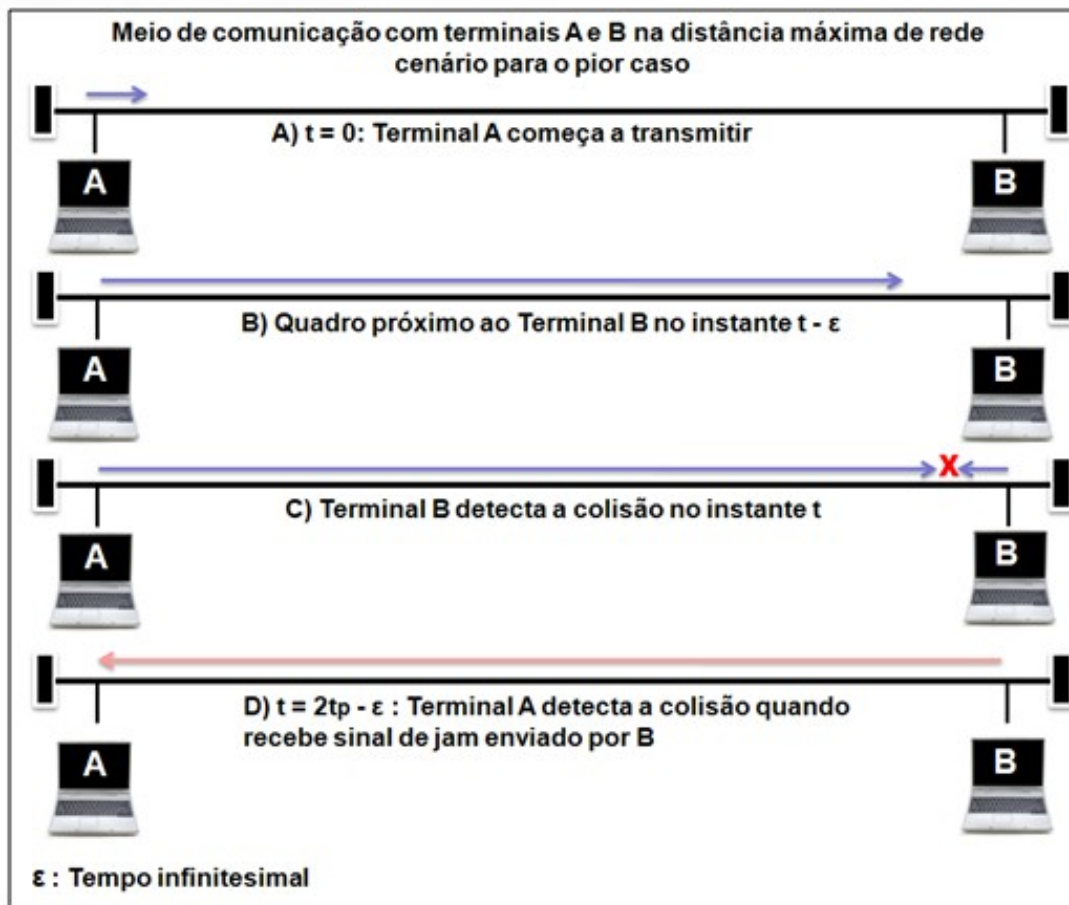 Meio de comunicação com terminais A e B na distância máxima de rede
cenário para o pior caso
A) t = 0: Terminal A começa a transmitir
A
B
B) Quadro próximo ao Terminal B no instante t - ε
A
B
X
C) Terminal B detecta a colisão no instante t
A
B
D) t = 2tp - ε : Terminal A detecta a colisão quando
recebe sinal de jam enviado por B
A
B
ε : Tempo infinitesimal